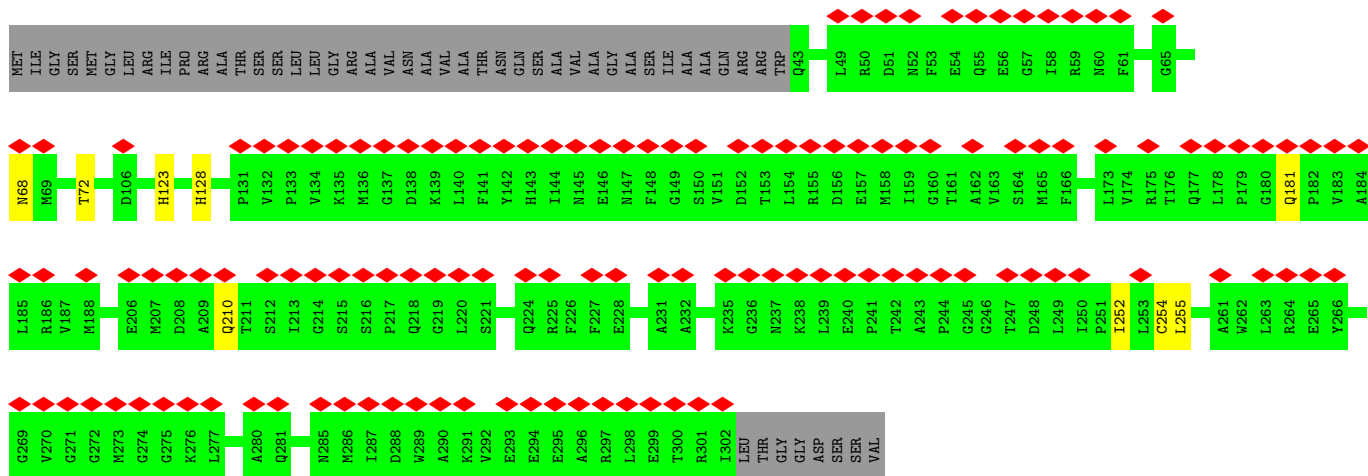 MET ILE GLY SER MET GLY LEU ARG ILE PRO ARG ALA THR SER SER LEU LEU GLY ARG ALA VAL ASN ALA VAL ALA THR ASN GLN SER ALA VAL ALA GLY ALA SER ILE ALA ALA GLN ARG ARG TRP Q43 L49 R50 D51 N52 F53 E54 Q55 E56 G57 I58 R59 N60 F61 G65
N68 M69 T72 D106 H123 H128 P131 V132 P133 V134 K135 M136 G137 D138 K139 L140 F141 Y142 H143 I144 N145 E146 N147 F148 G149 S150 V151 D152 T153 L154 R155 D156 E157 M158 I159 G160 T161 A162 V163 S164 M165 F166 L173 V174 R175 T176 Q177 L178 P179 G180 Q181 P182 V183 A184
L185 R186 V187 M188 E206 M207 D208 A209 Q210 T211 S212 I213 G214 S215 S216 P217 Q218 G219 L220 S221 Q224 R225 F226 F227 E228 A231 A232 K235 G236 N237 K238 L239 E240 P241 T242 A243 P244 G245 G246 T247 D248 L249 I250 P251 I252 L253 C254 L255 A261 W262 L263 R264 E265 Y266
G269 V270 G271 G272 M273 G274 G275 K276 L277 A280 Q281 N285 M286 I287 D288 W289 A290 K291 V292 E293 E294 E295 A296 R297 L298 E299 T300 R301 I302 LEU THR GLY GLY ASP SER SER VAL